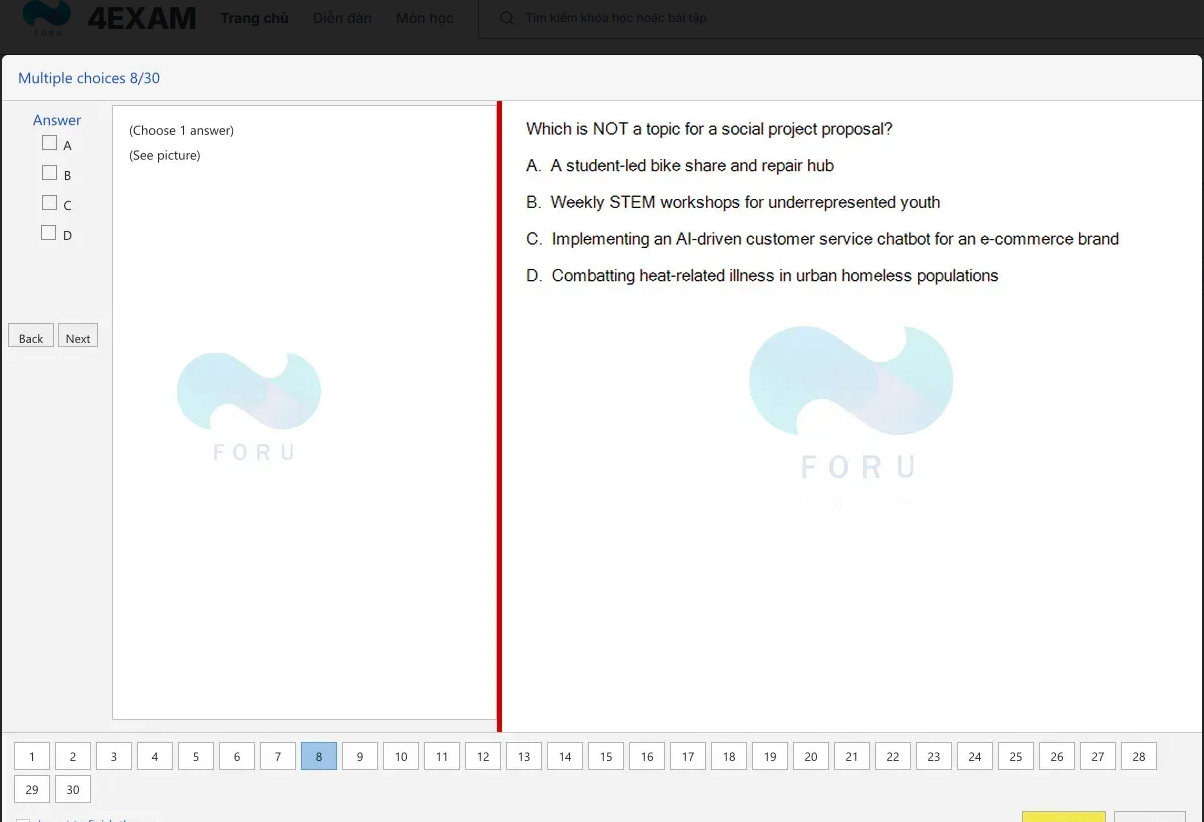 FORU
4EXAM
Trang chủ
Diễn đàn
Môn học
Tìm kiếm khóa học hoặc bài tập
Multiple choices 8/30
Answer
A
B
C
D
Back
Next
(Choose 1 answer)
(See picture)
FORU
Which is NOT a topic for a social project proposal?
A. A student-led bike share and repair hub
B. Weekly STEM workshops for underrepresented youth
C. Implementing an AI-driven customer service chatbot for an e-commerce brand
D. Combatting heat-related illness in urban homeless populations
FORU
1 2 3 4 5 6 7 8 9 10 11 12 13 14 15 16 17 18 19 20 21 22 23 24 25 26 27 28
29 30